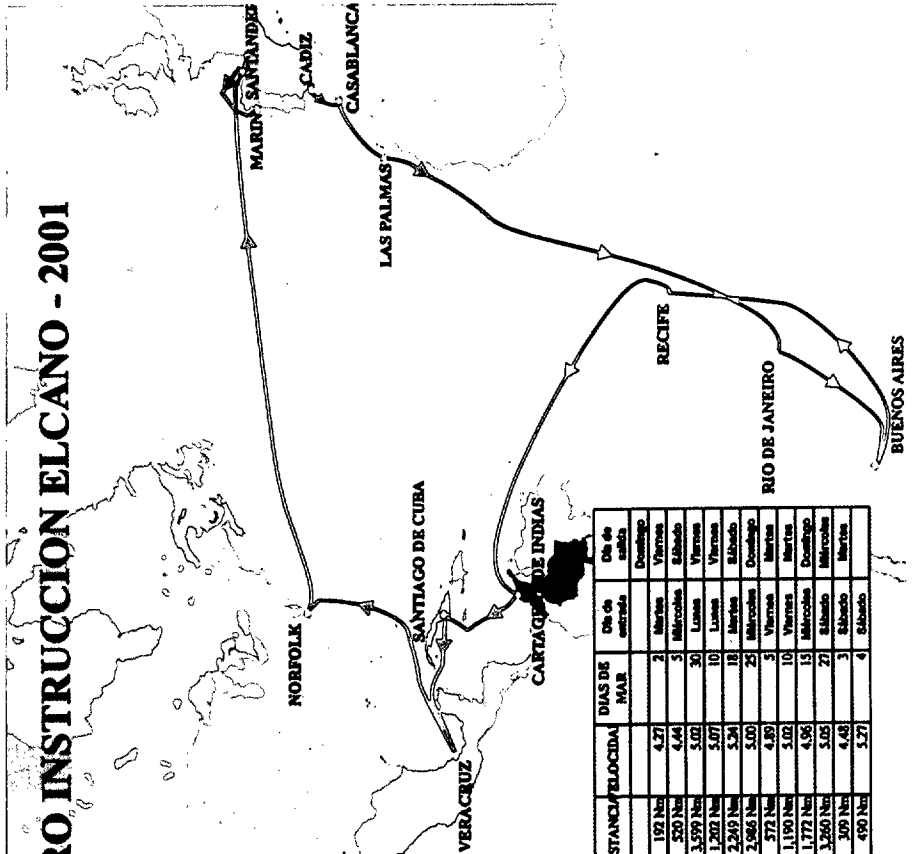 RO INSTRUCCION ELCANO - 2001
SANTANDER
MARIN
CADIZ
CASABLANCA
LAS PALMAS
NORFOLK
SANTIAGO DE CUBA
VERACRUZ
CARTAGE DE INDIAS
RECIFE
RIO DE JANEIRO
BUENOS AIRES
STANCIA VELOCIDAD DIAS DE MAR Dia de entrada Dia de salida
Domingo
192 Nm 4.27 2 Martes Viernes
520 Nm 4.44 5 Miércoles Sábado
3,599 Nm 5.02 30 Lunes Viernes
1,202 Nm 5.07 10 Lunes Viernes
2,249 Nm 5.24 18 Martes Sábado
2,986 Nm 5.00 25 Miércoles Domingo
572 Nm 4.89 5 Viernes Martes
1,190 Nm 5.02 10 Viernes Martes
1,772 Nm 4.96 15 Miércoles Domingo
3,260 Nm 5.05 27 Sábado Miércoles
309 Nm 4.48 3 Sábado Martes
490 Nm 5.27 4 Sábado